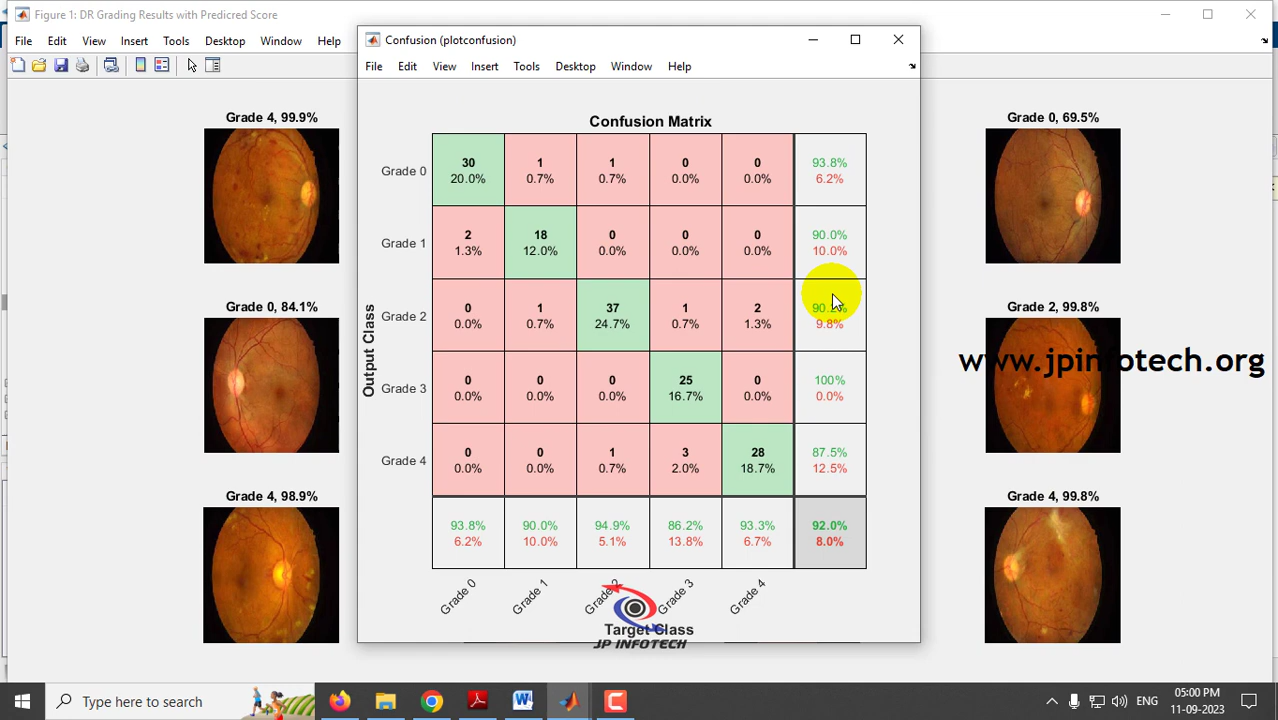 Figure 1: DR Grading Results with Predicred Score
File Edit View Insert Tools Desktop Window Help
Confusion (plotconfusion)
File Edit View Insert Tools Desktop Window Help
Grade 4, 99.9%
Grade 0, 84.1%
Grade 4, 98.9%
Confusion Matrix
Output Class
Grade 0
30 1 1 0 0 93.8%
20.0% 0.7% 0.7% 0.0% 0.0% 6.2%
Grade 1
2 18 0 0 0 90.0%
1.3% 12.0% 0.0% 0.0% 0.0% 10.0%
Grade 2
0 1 37 1 2 90.2%
0.0% 0.7% 24.7% 0.7% 1.3% 9.8%
Grade 3
0 0 0 25 0 100%
0.0% 0.0% 0.0% 16.7% 0.0% 0.0%
Grade 4
0 0 1 3 28 87.5%
0.0% 0.0% 0.7% 2.0% 18.7% 12.5%
93.8% 90.0% 94.9% 86.2% 93.3% 92.0%
6.2% 10.0% 5.1% 13.8% 6.7% 8.0%
Grade 0 Grade 1 Grade 2 Grade 3 Grade 4
Target Class
JP INFOTECH
Grade 0, 69.5%
Grade 2, 99.8%
www.jpinfotech.org
Grade 4, 99.8%
Type here to search
ENG
05:00 PM
11-09-2023